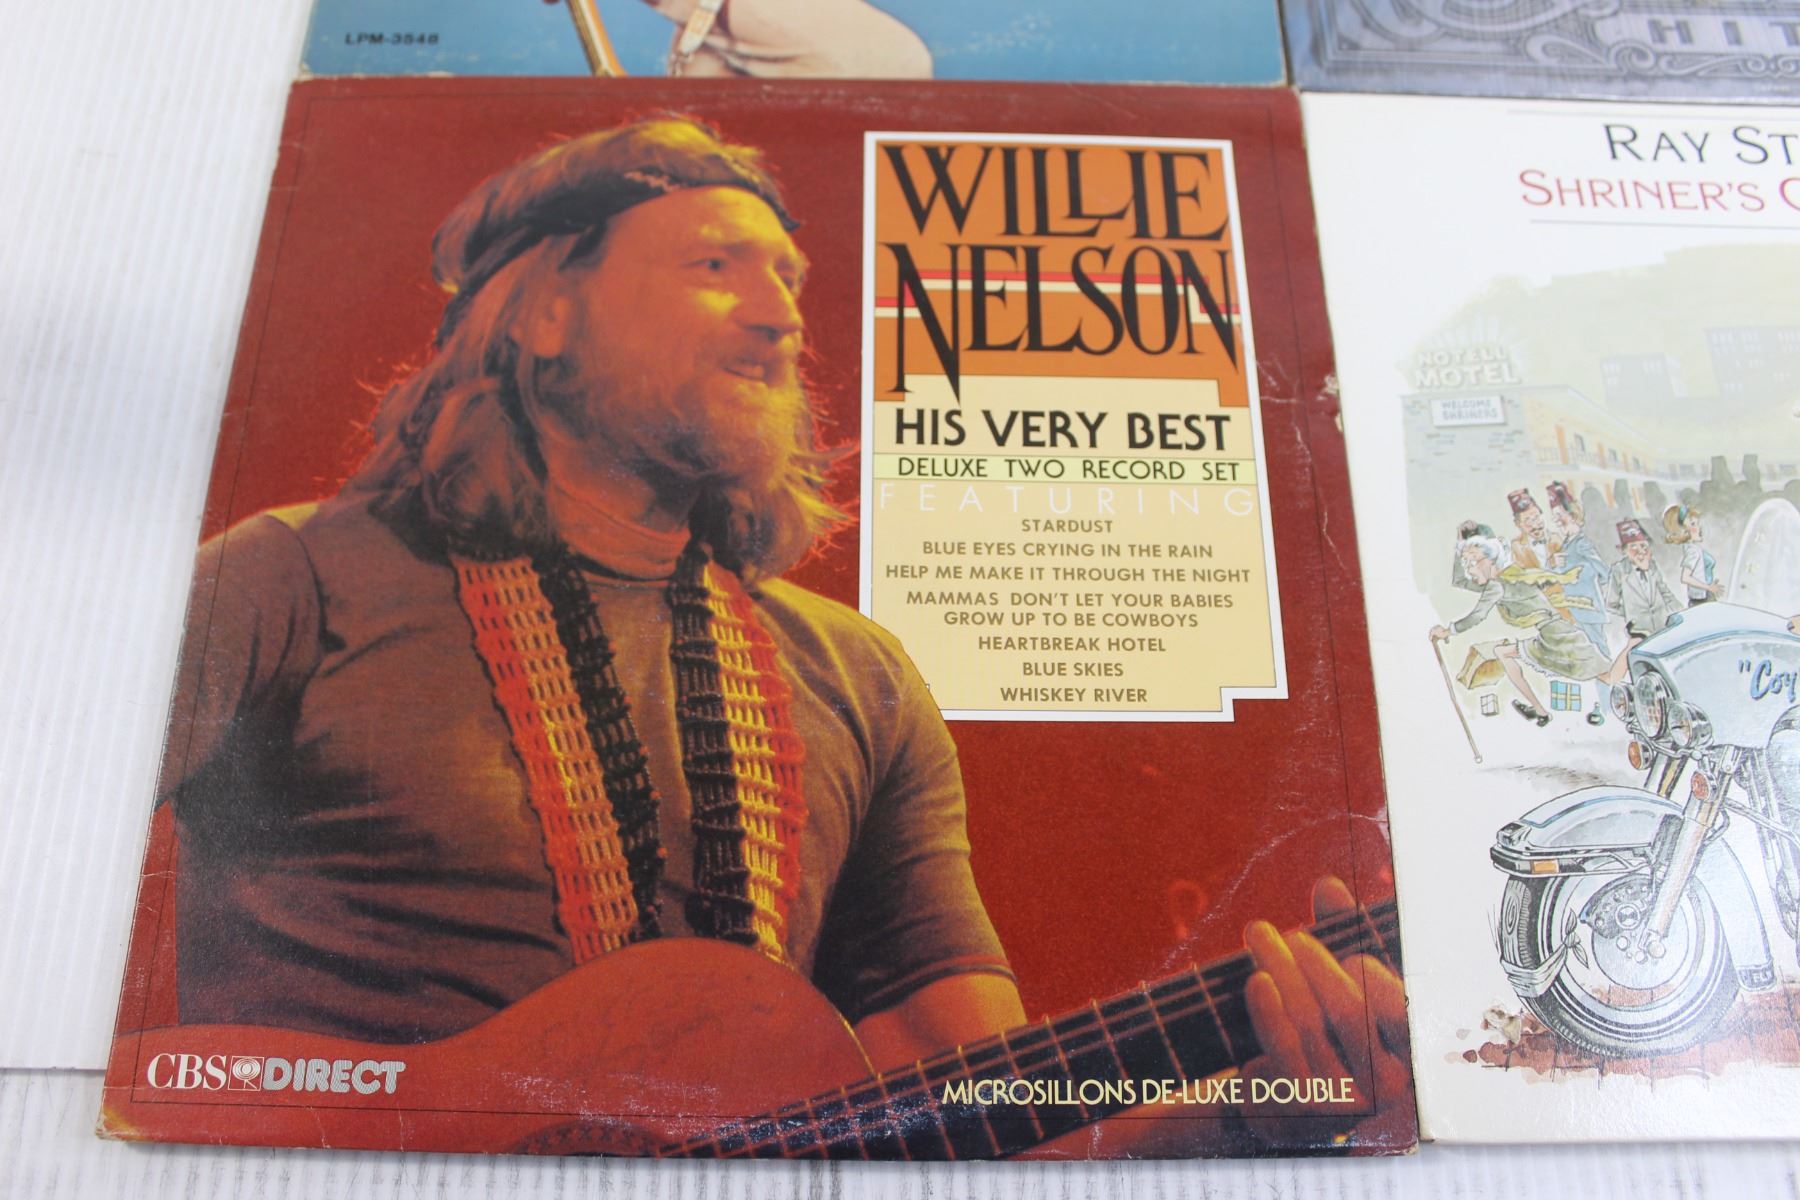 LPM-3548
HIT
WILLIE
NELSON
HIS VERY BEST
DELUXE TWO RECORD SET
FEATURING
STARDUST
BLUE EYES CRYING IN THE RAIN
HELP ME MAKE IT THROUGH THE NIGHT
MAMMAS DON'T LET YOUR BABIES
GROW UP TO BE COWBOYS
HEARTBREAK HOTEL
BLUE SKIES
WHISKEY RIVER
CBS DIRECT
MICROSILLONS DE-LUXE DOUBLE
RAY ST
SHRINER'S C
NOTELL
MOTEL
WELCOME
SHRINERS
"Coy